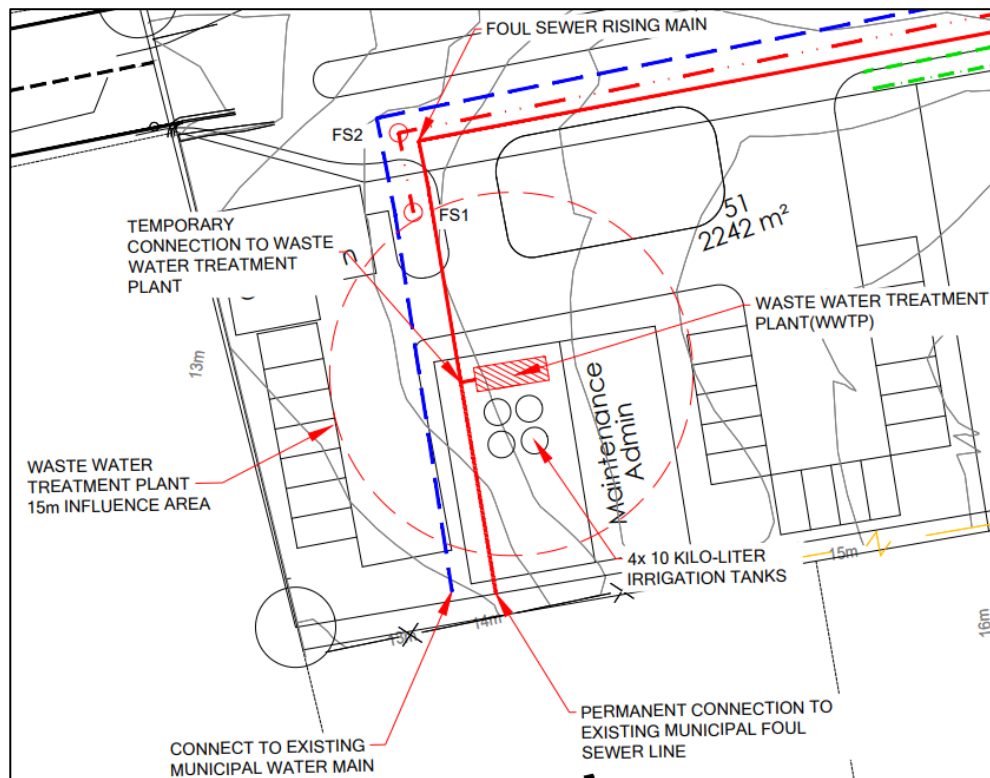 FOUL SEWER RISING MAIN
FS2
FS1
51
2242 m²
TEMPORARY
CONNECTION TO WASTE
WATER TREATMENT
PLANT
WASTE WATER TREATMENT
PLANT(WWTP)
13m
Maintenance
Admin
WASTE WATER
TREATMENT PLANT
15m INFLUENCE AREA
4x 10 KILO-LITER
IRRIGATION TANKS
15m
N
16m
13m
14m
PERMANENT CONNECTION TO
EXISTING MUNICIPAL FOUL
SEWER LINE
CONNECT TO EXISTING
MUNICIPAL WATER MAIN